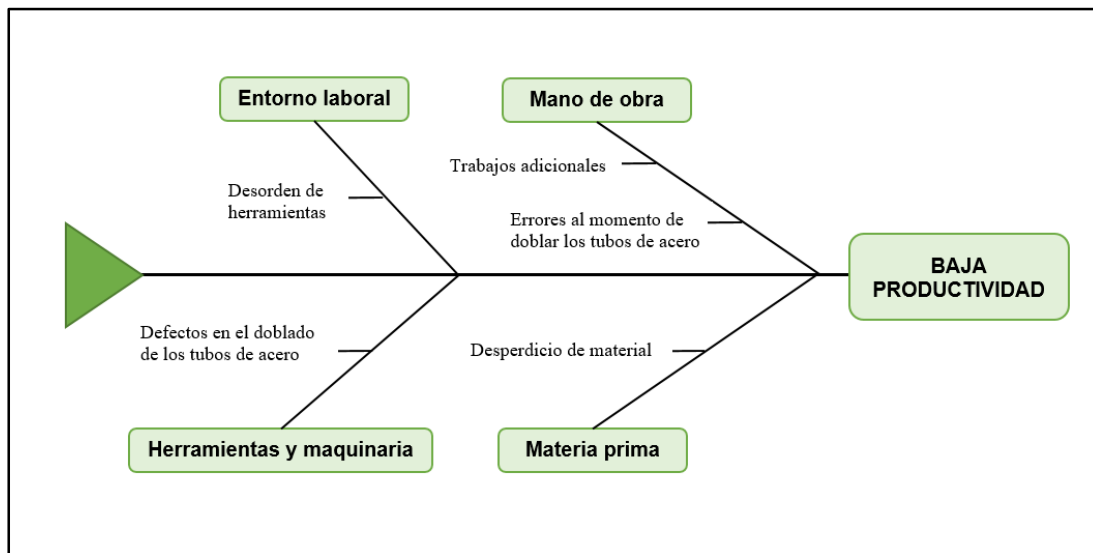 Entorno laboral
Mano de obra
Trabajos adicionales
Desorden de
herramientas
Errores al momento de
doblar los tubos de acero
BAJA
PRODUCTIVIDAD
Defectos en el doblado
de los tubos de acero
Desperdicio de material
Herramientas y maquinaria
Materia prima